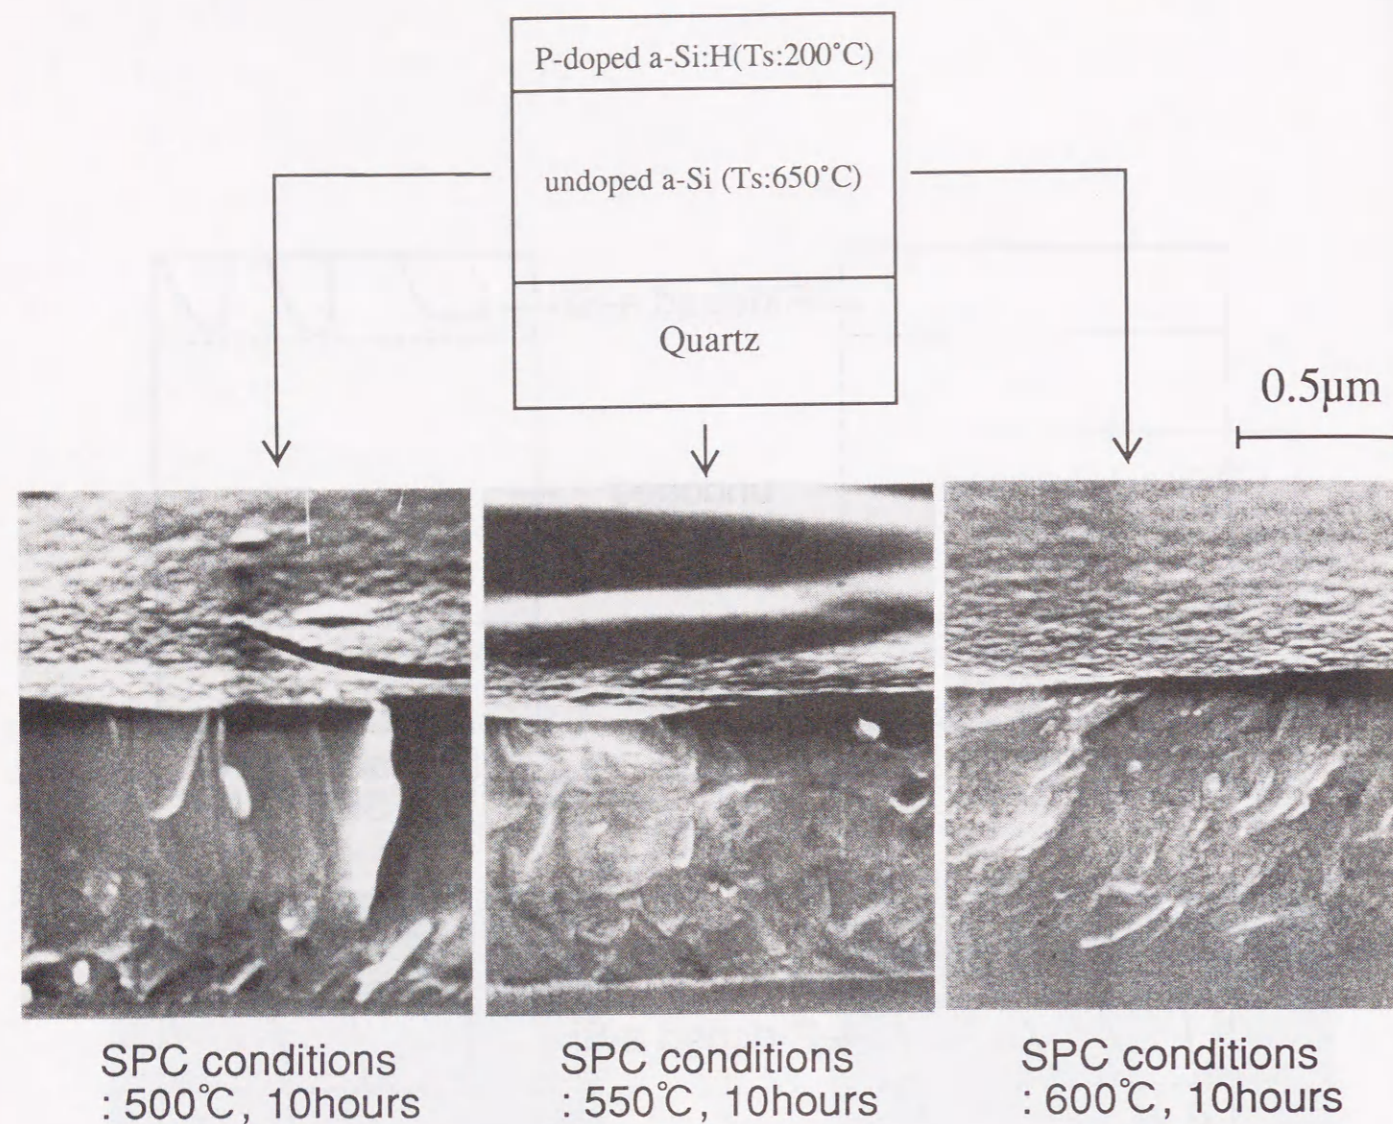 P-doped a-Si:H(Ts:200°C)
undoped a-Si (Ts:650°C)
Quartz
0.5μm
SPC conditions
: 500℃, 10hours
SPC conditions
: 550℃, 10hours
SPC conditions
: 600℃, 10hours